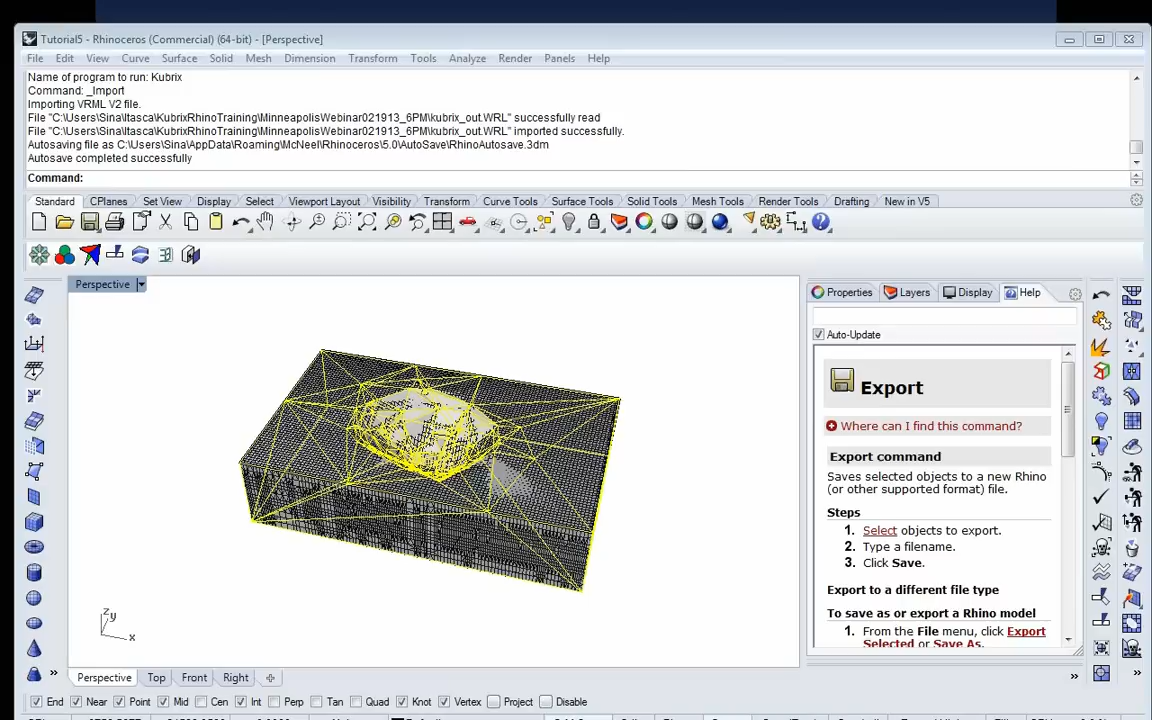 Tutorial5 - Rhinoceros (Commercial) (64-bit) - [Perspective]
File Edit View Curve Surface Solid Mesh Dimension Transform Tools Analyze Render Panels Help
Name of program to run: Kubrix
Command: _Import
Importing VRML V2 file.
File "C:\Users\Sina\Itasca\KubrixRhinoTraining\MinneapolisWebinar021913_6PM\kubrix_out.WRL" successfully read
File "C:\Users\Sina\Itasca\KubrixRhinoTraining\MinneapolisWebinar021913_6PM\kubrix_out.WRL" imported successfully.
Autosaving file as C:\Users\Sina\AppData\Roaming\McNeel\Rhinoceros\5.0\AutoSave\RhinoAutosave.3dm
Autosave completed successfully
Command:
Standard CPlanes Set View Display Select Viewport Layout Visibility Transform Curve Tools Surface Tools Solid Tools Mesh Tools Render Tools Drafting New in V5
Perspective
Properties Layers Display Help
Auto-Update
Export
Where can I find this command?
Export command
Saves selected objects to a new Rhino
(or other supported format) file.
Steps
1. Select objects to export.
2. Type a filename.
3. Click Save.
Export to a different file type
To save as or export a Rhino model
1. From the File menu, click Export
Selected or Save As.
z y
x
Perspective Top Front Right
End Near Point Mid Cen Int Perp Tan Quad Knot Vertex Project Disable